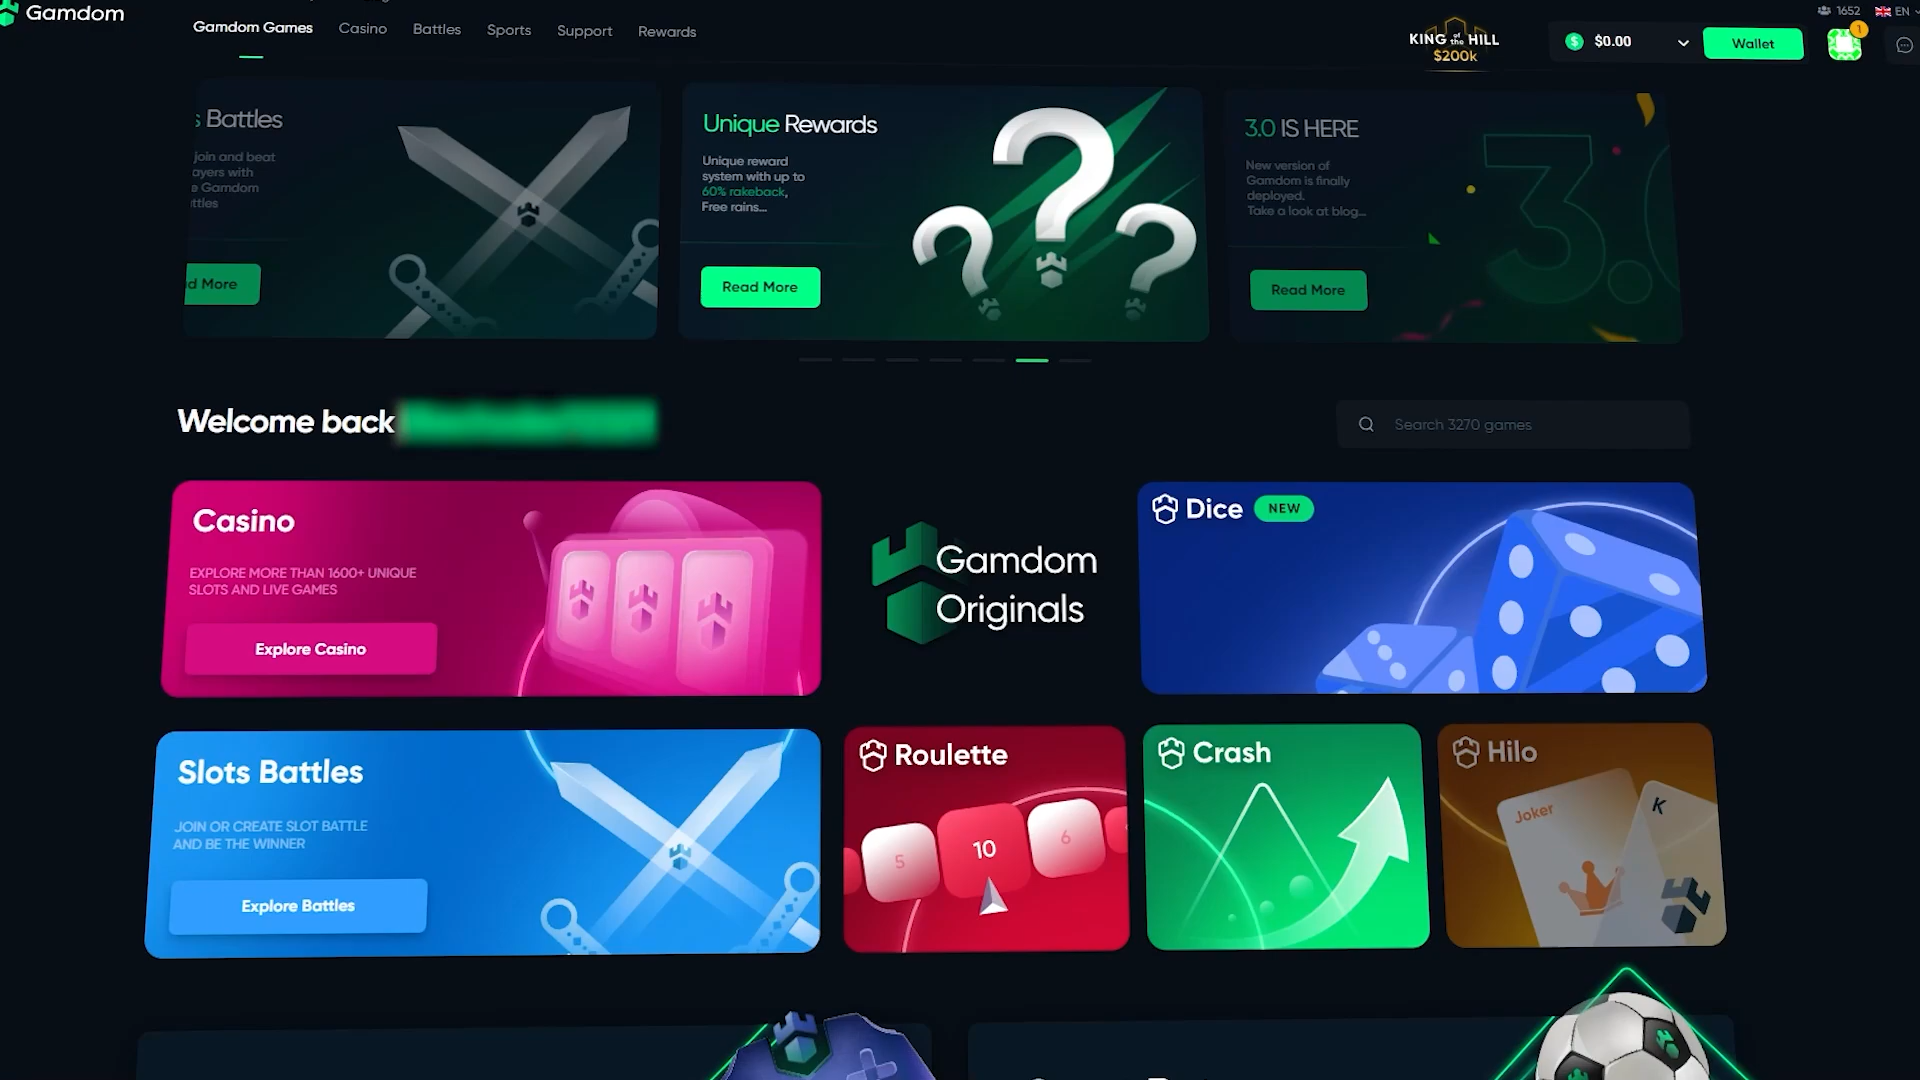 Gamdom
Gamdom Games
Casino
Battles
Sports
Support
Rewards
KING of the HILL
$200k
$0.00
Wallet
1652
EN
1
s Battles
join and beat
ayers with
e Gamdom
ttles
d More
Unique Rewards
Unique reward
system with up to
60% rakeback,
Free rains...
Read More
3.0 IS HERE
New version of
Gamdom is finally
deployed.
Take a look at blog...
Read More
3
Welcome back
Search 3270 games
Casino
EXPLORE MORE THAN 1600+ UNIQUE
SLOTS AND LIVE GAMES
Explore Casino
Gamdom
Originals
Dice NEW
Slots Battles
JOIN OR CREATE SLOT BATTLE
AND BE THE WINNER
Explore Battles
Roulette
5
10
6
Crash
Hilo
Joker
K